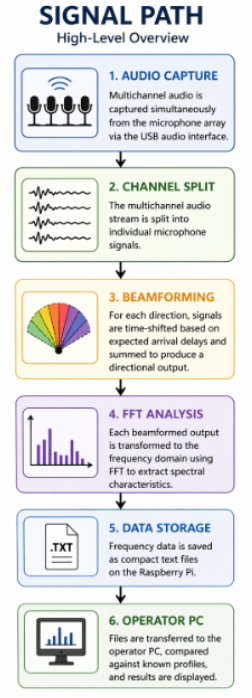 SIGNAL PATH
High-Level Overview
1. AUDIO CAPTURE
Multichannel audio is
captured simultaneously
from the microphone array
via the USB audio interface.
2. CHANNEL SPLIT
The multichannel audio
stream is split into
individual microphone
signals.
3. BEAMFORMING
For each direction, signals
are time-shifted based on
expected arrival delays and
summed to produce a
directional output.
4. FFT ANALYSIS
Each beamformed output
is transformed to the
frequency domain using
FFT to extract spectral
characteristics.
5. DATA STORAGE
.TXT
Frequency data is saved
as compact text files
on the Raspberry Pi.
6. OPERATOR PC
Files are transferred to the
operator PC, compared
against known profiles,
and results are displayed.